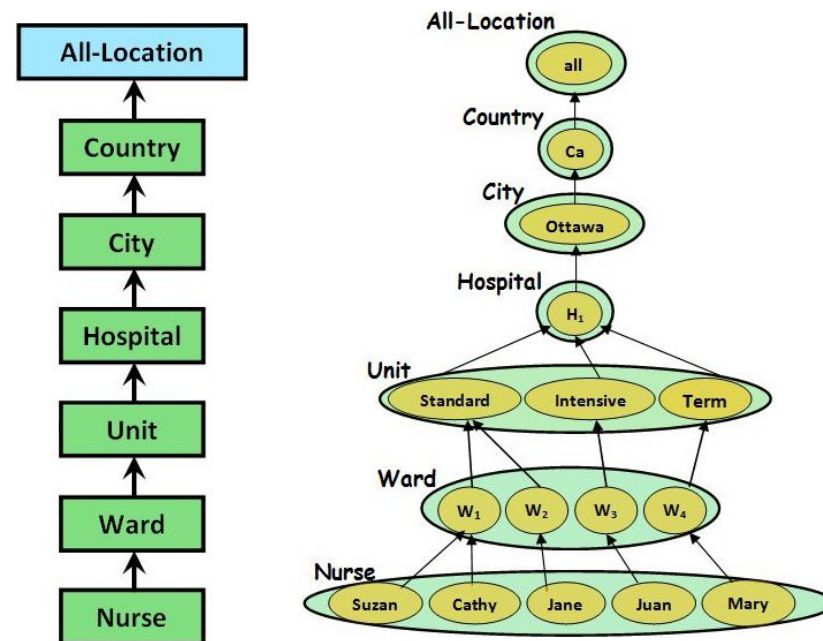 All-Location
Country
City
Hospital
Unit
Ward
Nurse
All-Location
all
Country
Ca
City
Ottawa
Hospital
H₁
Unit
Standard Intensive Term
Ward
W₁ W₂ W₃ W₄
Nurse
Suzan Cathy Jane Juan Mary